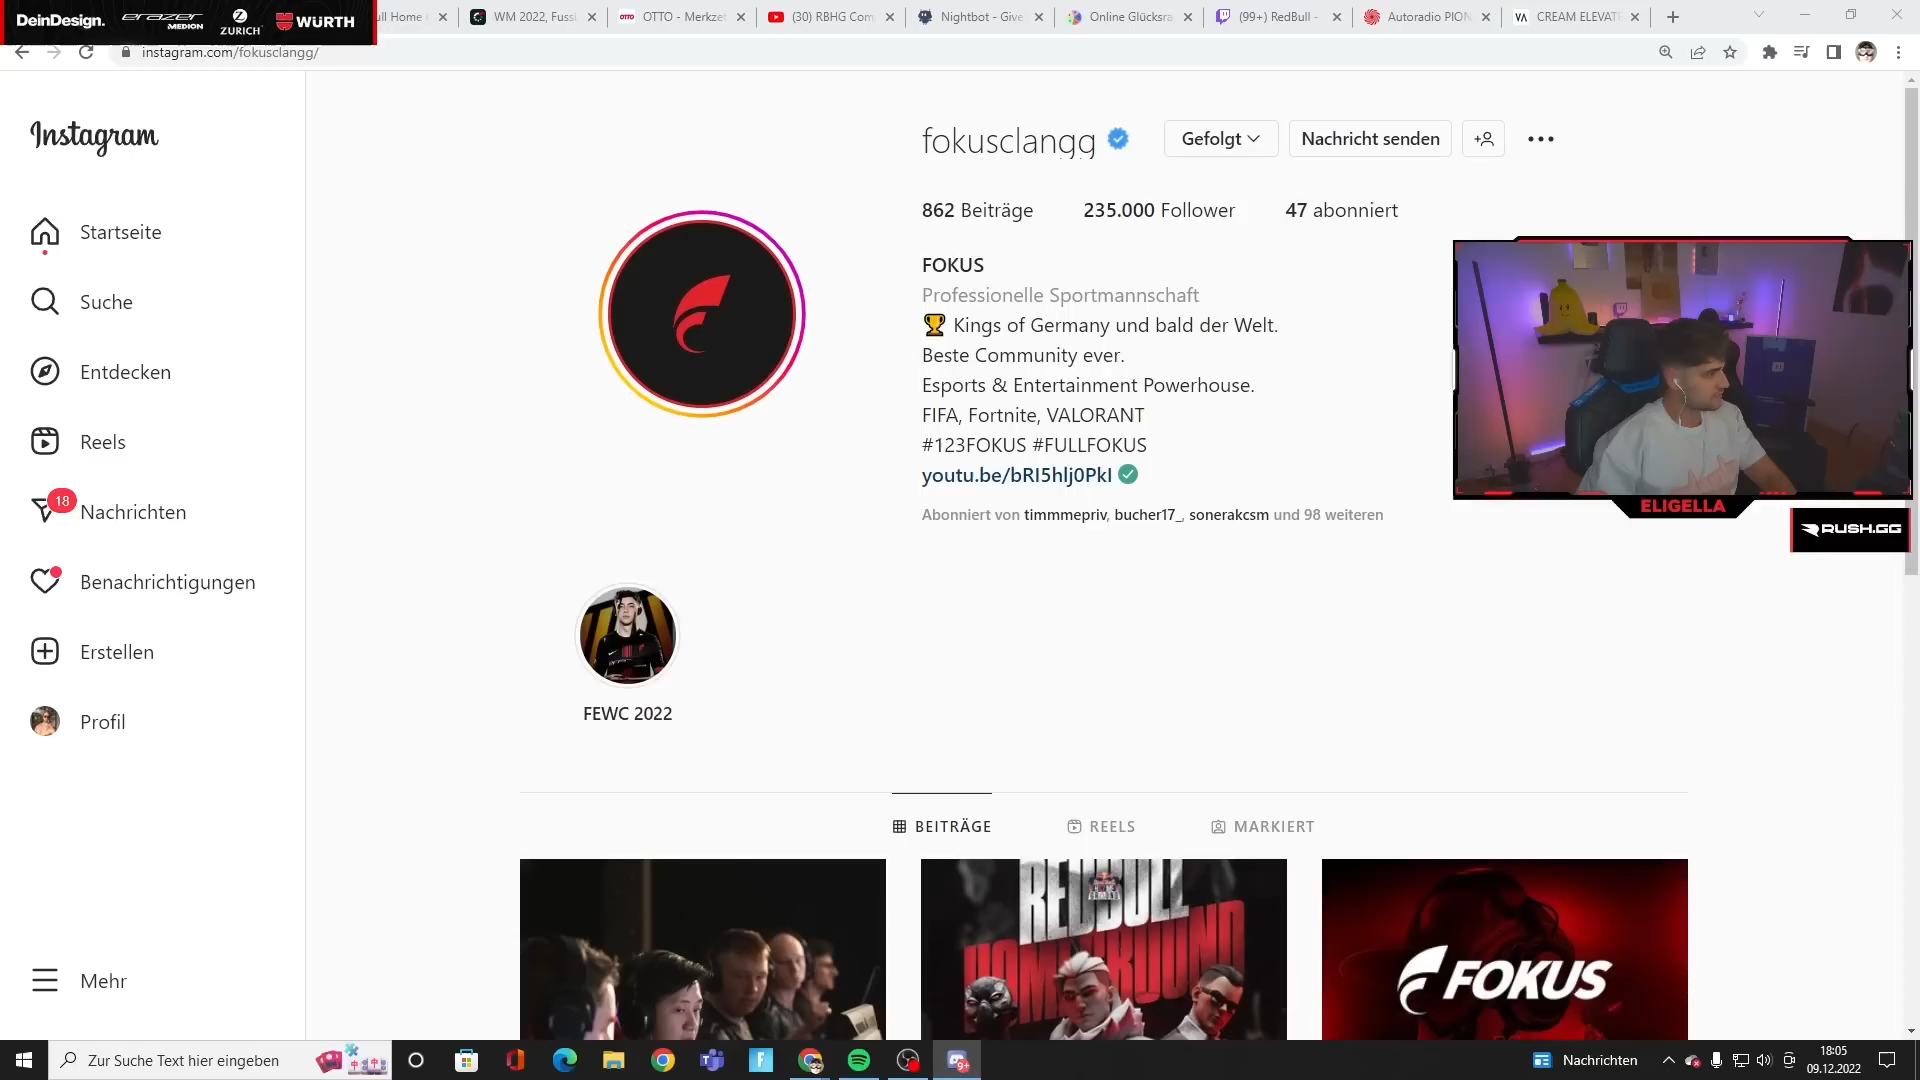 DeinDesign.
erazer
MEDION
ZURICH
WÜRTH
ull Home
WM 2022, Fussl
OTTO - Merkzet
(30) RBHG Com
Nightbot - Give
Online Glücksra
(99+) RedBull -
Autoradio PION
CREAM ELEVATE
instagram.com/fokusclangg/
Instagram
fokusclangg
Gefolgt
Nachricht senden
862 Beiträge
235.000 Follower
47 abonniert
Startseite
Suche
Entdecken
Reels
18
Nachrichten
Benachrichtigungen
Erstellen
Profil
Mehr
FOKUS
Professionelle Sportmannschaft
🏆 Kings of Germany und bald der Welt.
Beste Community ever.
Esports & Entertainment Powerhouse.
FIFA, Fortnite, VALORANT
#123FOKUS #FULLFOKUS
youtu.be/bRI5hlj0PkI
Abonniert von timmmepriv, bucher17_, sonerakcsm und 98 weiteren
ELIGELLA
RUSH.GG
FEWC 2022
BEITRÄGE
REELS
MARKIERT
REDBULL
HOMEGROUND
FOKUS
Zur Suche Text hier eingeben
9+
Nachrichten
18:05
09.12.2022